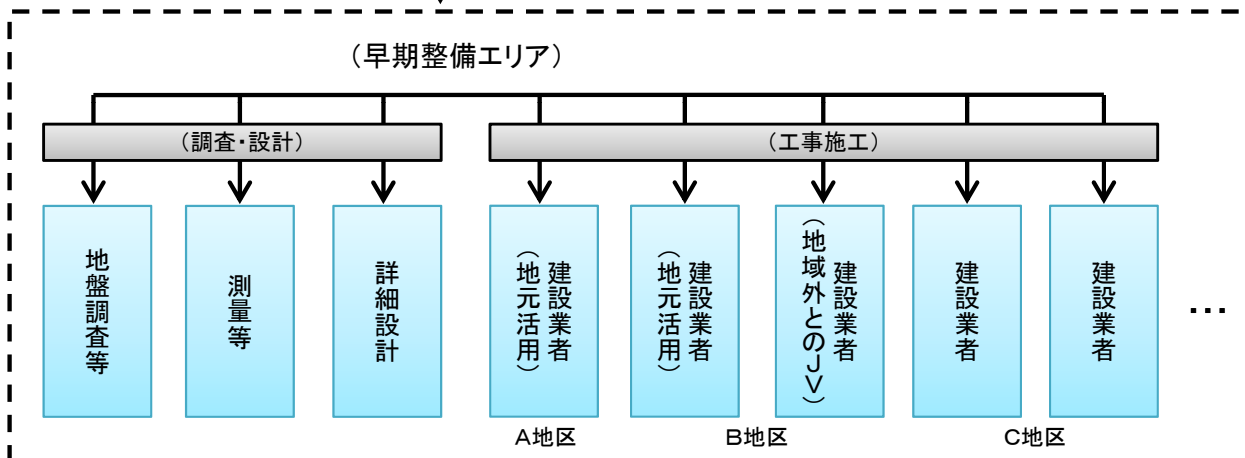 （早期整備エリア）
（調査・設計）
（工事施工）
地盤調査等
測量等
詳細設計
建設業者
（地元活用）
建設業者
（地元活用）
建設業者
（地域外とのＪＶ）
建設業者
建設業者
…
Ａ地区
Ｂ地区
Ｃ地区